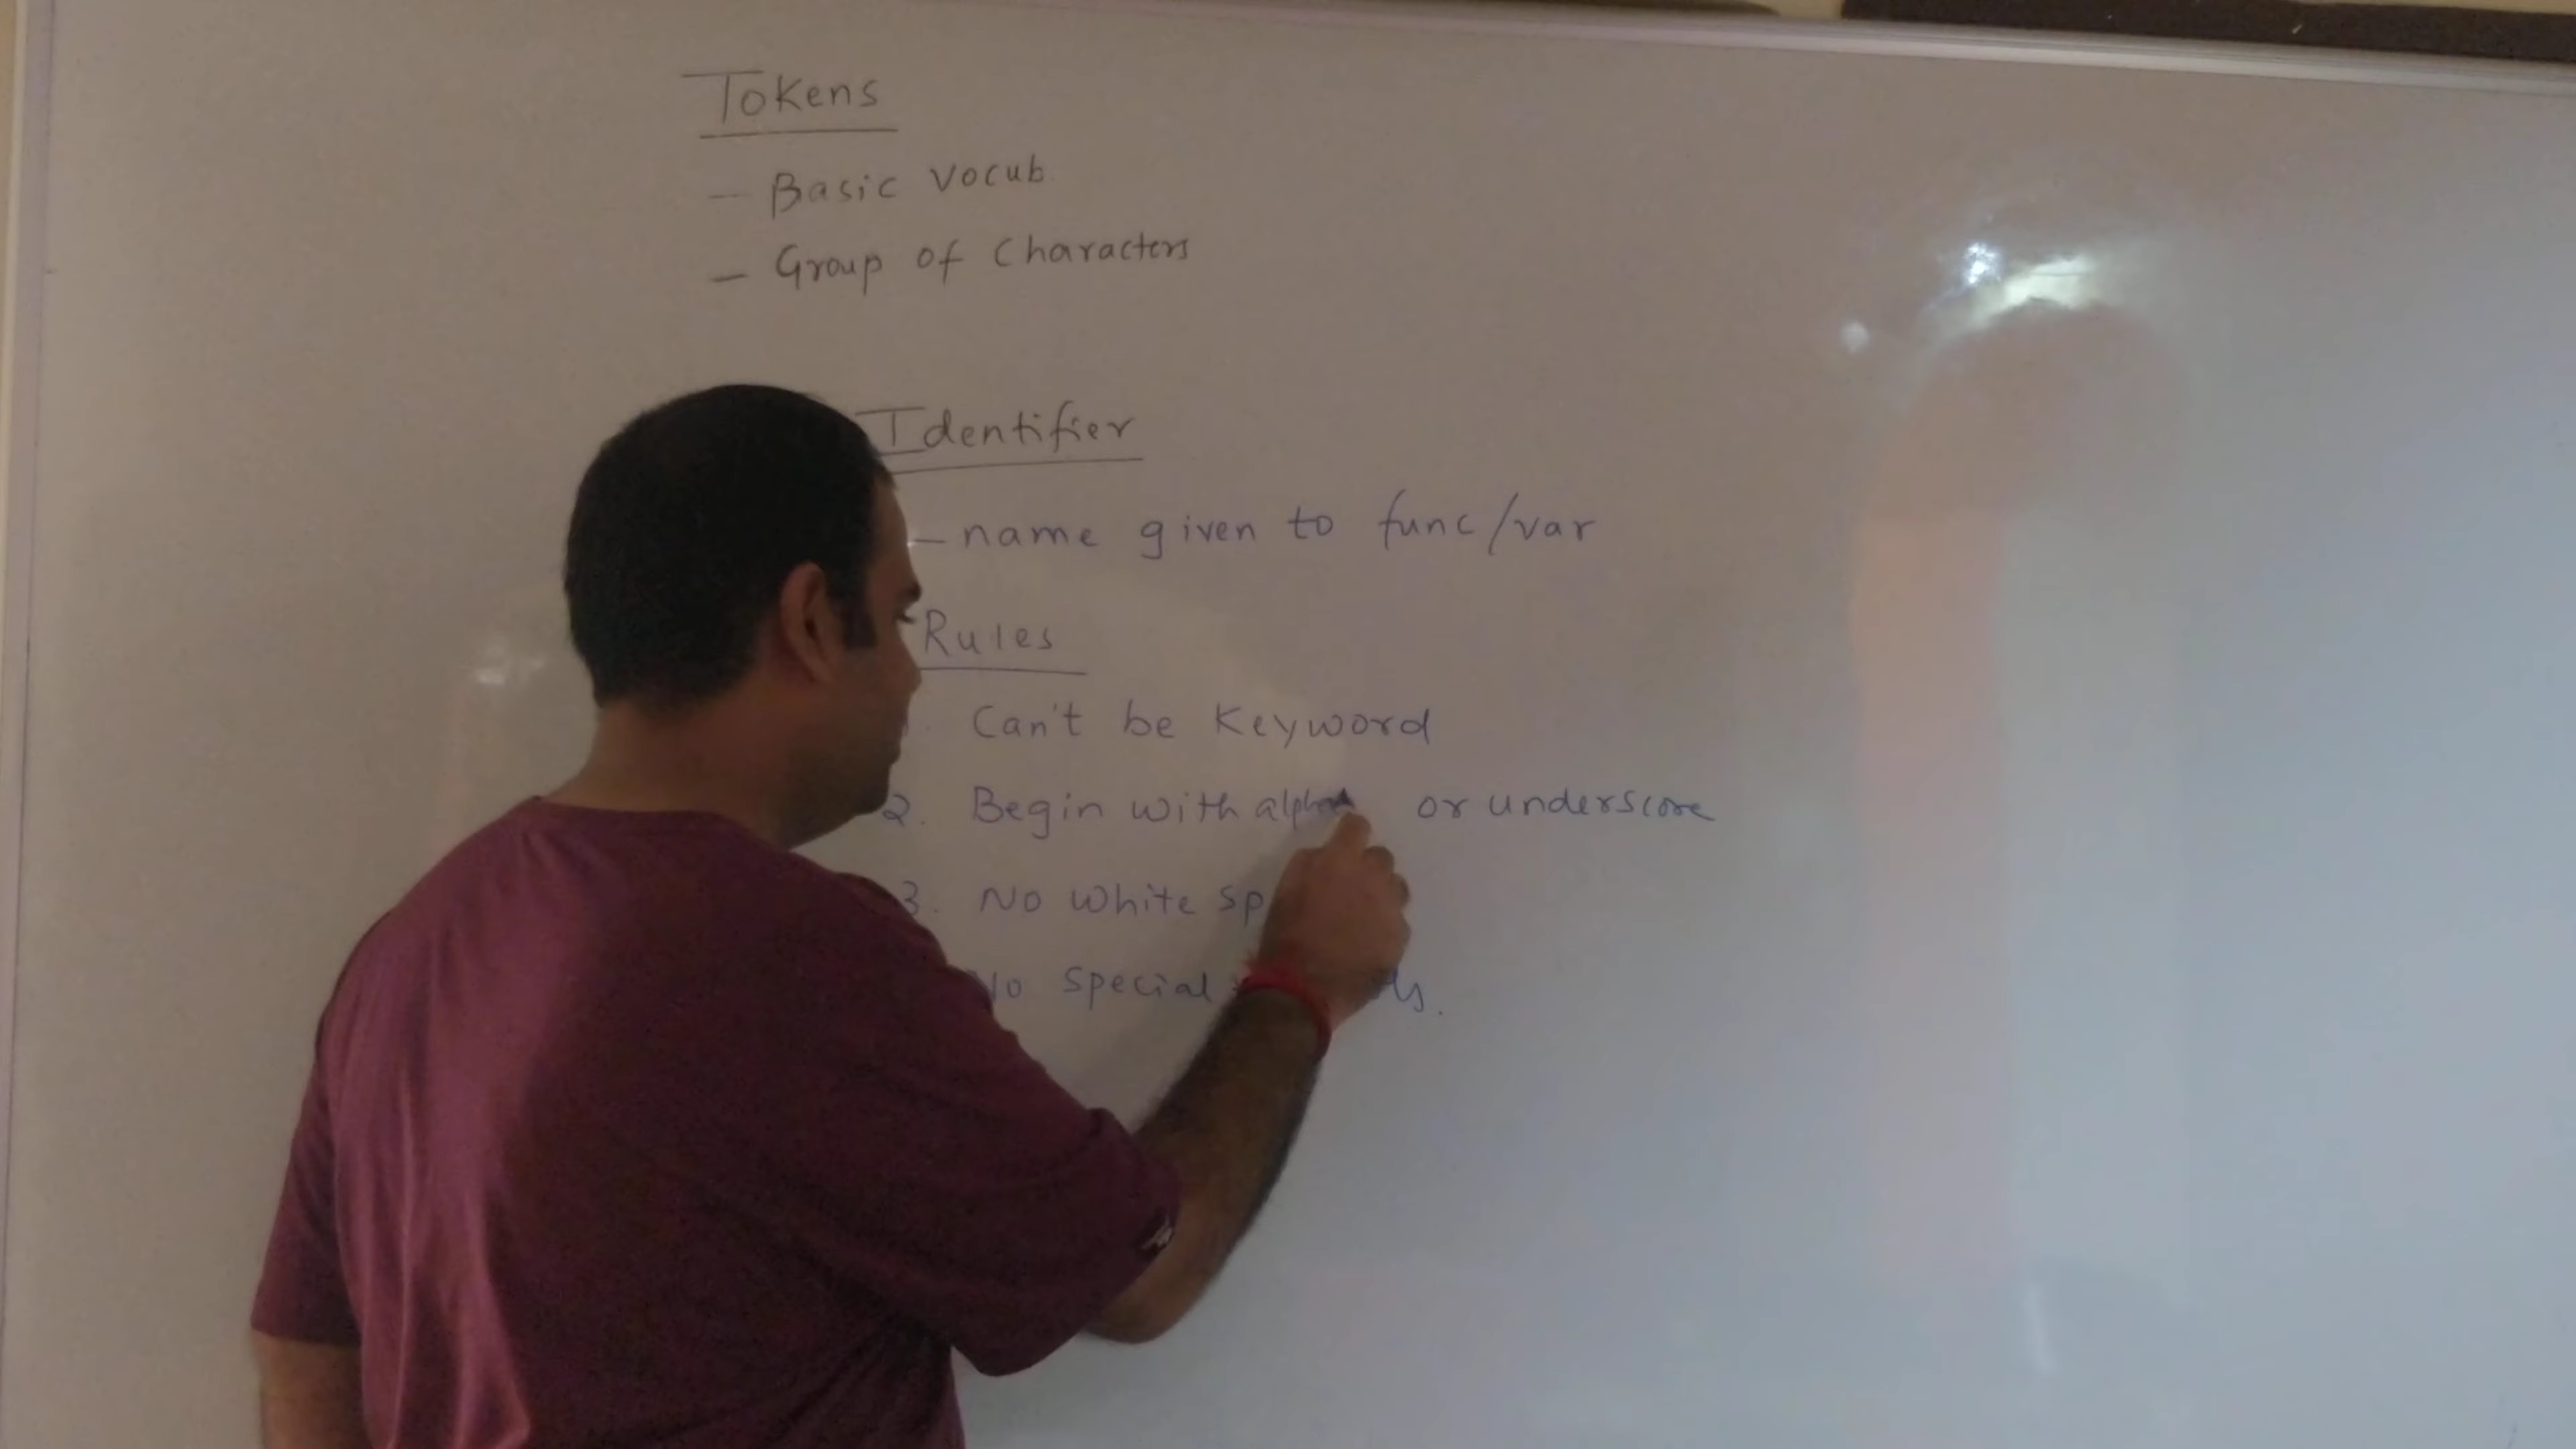 Tokens
- Basic Vocub.
- Group of Characters
Identifier
- name given to func/var
Rules
. Can't be Keyword
2. Begin with or underscore
3. No White
Special